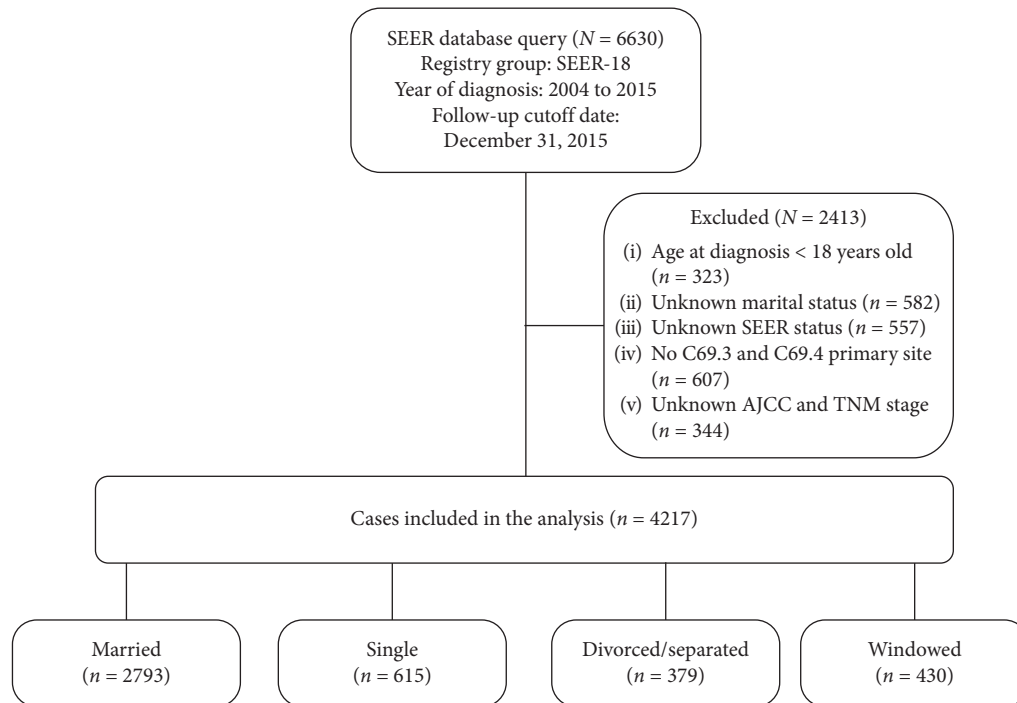 SEER database query (N = 6630)
Registry group: SEER-18
Year of diagnosis: 2004 to 2015
Follow-up cutoff date:
December 31, 2015
Excluded (N = 2413)
(i) Age at diagnosis < 18 years old
(n = 323)
(ii) Unknown marital status (n = 582)
(iii) Unknown SEER status (n = 557)
(iv) No C69.3 and C69.4 primary site
(n = 607)
(v) Unknown AJCC and TNM stage
(n = 344)
Cases included in the analysis (n = 4217)
Married
(n = 2793)
Single
(n = 615)
Divorced/separated
(n = 379)
Windowed
(n = 430)